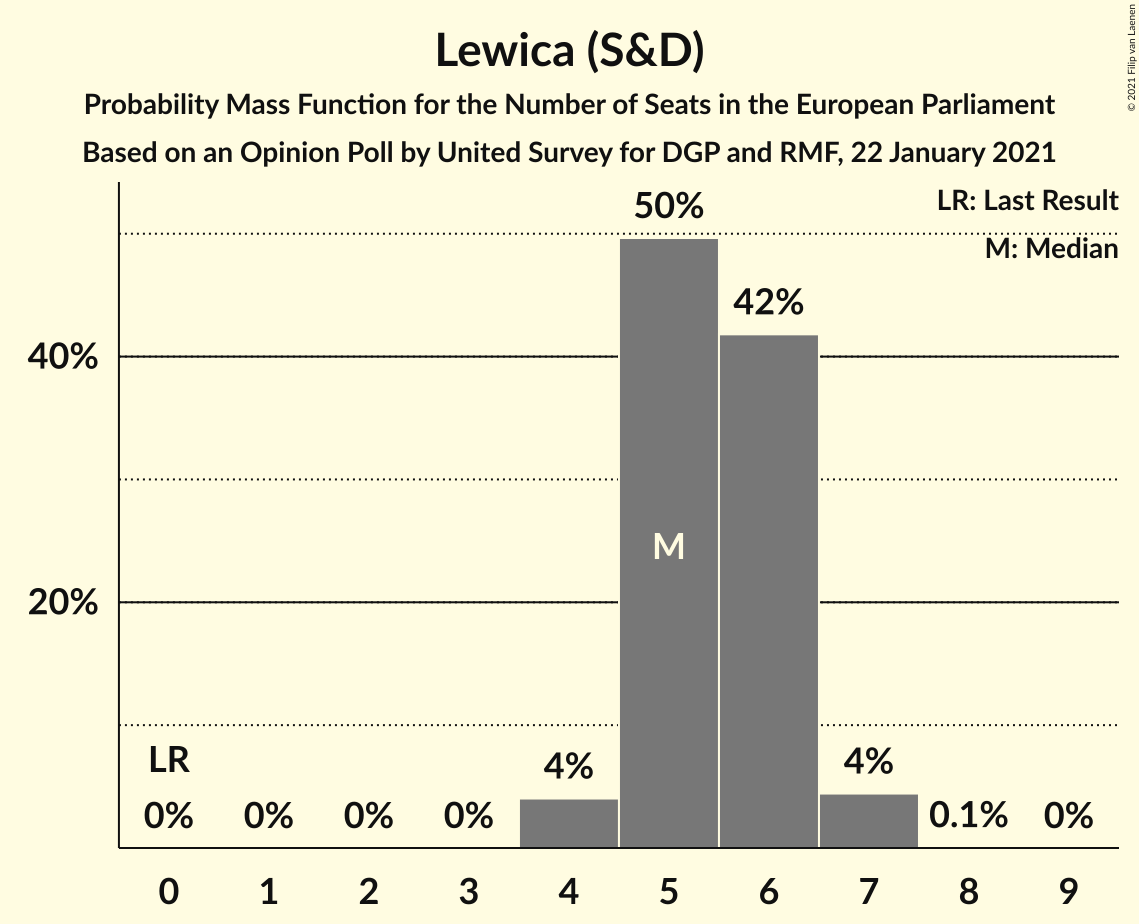 Lewica (S&D)
Probability Mass Function for the Number of Seats in the European Parliament
Based on an Opinion Poll by United Survey for DGP and RMF, 22 January 2021
© 2021 Filip van Laenen
LR: Last Result
M: Median
50%
42%
40%
M
20%
LR
0%
0%
0%
0%
4%
4%
0.1%
0%
0 1 2 3 4 5 6 7 8 9